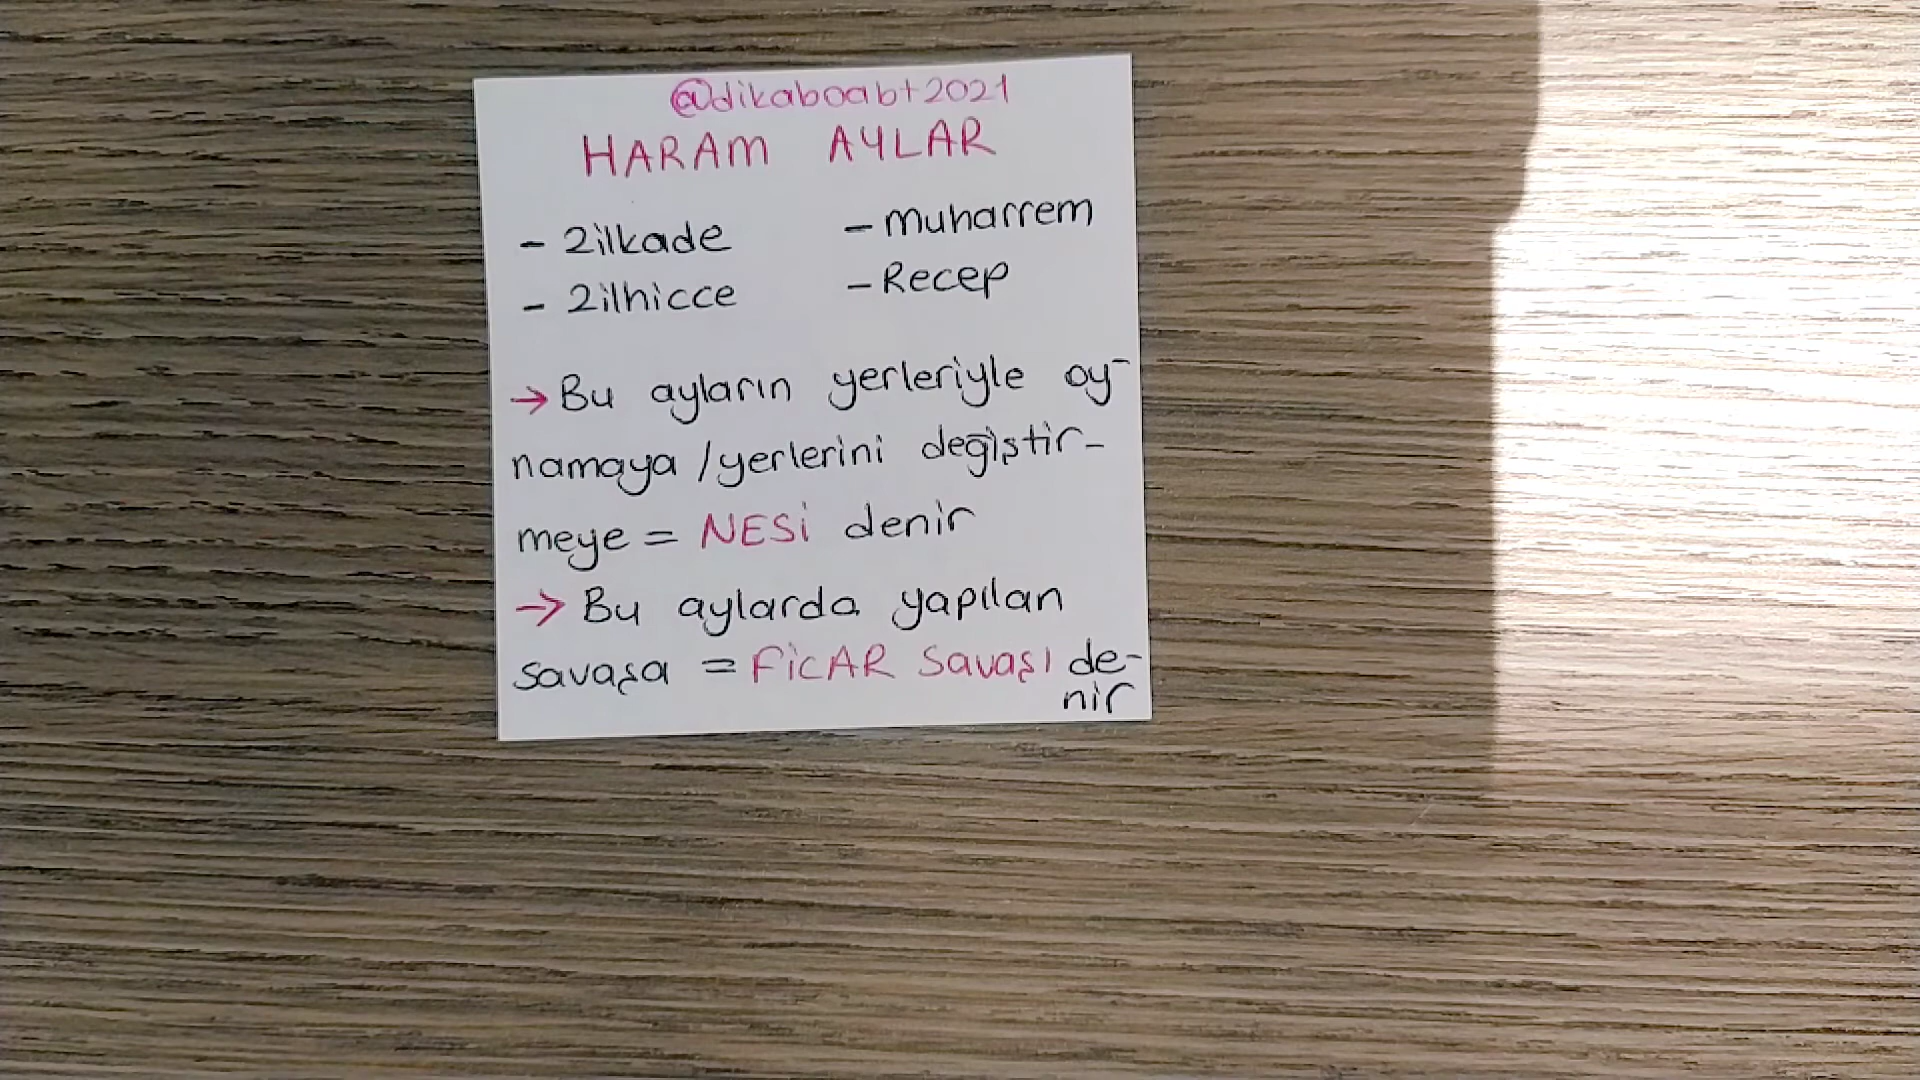 @dikaboabt2021
HARAM AYLAR
- Zilkade - Muharrem
- Zilhicce - Recep
→ Bu ayların yerleriyle oy-
namaya / yerlerini değiştir-
meye = NESİ denir
→ Bu aylarda yapılan
savaşa = FİCAR Savaşı de-
nir